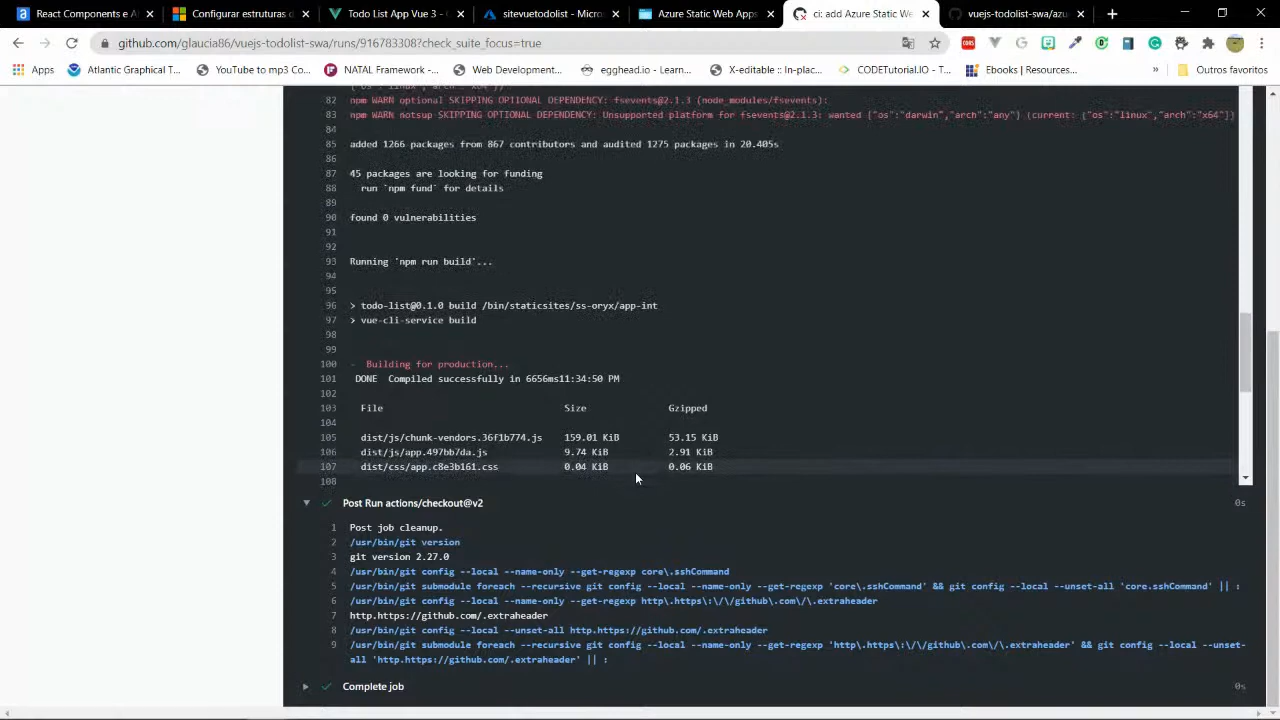 React Components e Al
Configurar estruturas d
Todo List App Vue 3 -
sitevuetodolist - Micros
Azure Static Web Apps
ci: add Azure Static We
vuejs-todolist-swa/azu
github.com/glaucia86/vuejs-todolist-swa/runs/916783308?check_suite_focus=true
Apps
Atlantic Graphical T...
YouTube to mp3 Co...
NATAL Framework -...
Web Development...
egghead.io - Learn...
X-editable :: In-plac...
CODETutorial.IO - T...
Ebooks | Resources...
»
Outros favoritos
{"os":"linux","arch":"x64"})
82 npm WARN optional SKIPPING OPTIONAL DEPENDENCY: fsevents@2.1.3 (node_modules/fsevents):
83 npm WARN notsup SKIPPING OPTIONAL DEPENDENCY: Unsupported platform for fsevents@2.1.3: wanted {"os":"darwin","arch":"any"} (current: {"os":"linux","arch":"x64"})
84
85 added 1266 packages from 867 contributors and audited 1275 packages in 20.405s
86
87 45 packages are looking for funding
88 run `npm fund` for details
89
90 found 0 vulnerabilities
91
92
93 Running `npm run build`...
94
95
96 > todo-list@0.1.0 build /bin/staticsites/ss-oryx/app-int
97 > vue-cli-service build
98
99
100 - Building for production...
101 DONE Compiled successfully in 6656ms11:34:50 PM
102
103 File Size Gzipped
104
105 dist/js/chunk-vendors.36f1b774.js 159.01 KiB 53.15 KiB
106 dist/js/app.497bb7da.js 9.74 KiB 2.91 KiB
107 dist/css/app.c8e3b161.css 0.04 KiB 0.06 KiB
108
Post Run actions/checkout@v2 0s
1 Post job cleanup.
2 /usr/bin/git version
3 git version 2.27.0
4 /usr/bin/git config --local --name-only --get-regexp core\.sshCommand
5 /usr/bin/git submodule foreach --recursive git config --local --name-only --get-regexp 'core\.sshCommand' && git config --local --unset-all 'core.sshCommand' || :
6 /usr/bin/git config --local --name-only --get-regexp http\.https\:\/\/github\.com\/\.extraheader
7 http.https://github.com/.extraheader
8 /usr/bin/git config --local --unset-all http.https://github.com/.extraheader
9 /usr/bin/git submodule foreach --recursive git config --local --name-only --get-regexp 'http\.https\:\/\/github\.com\/\.extraheader' && git config --local --unset-
all 'http.https://github.com/.extraheader' || :
Complete job 0s